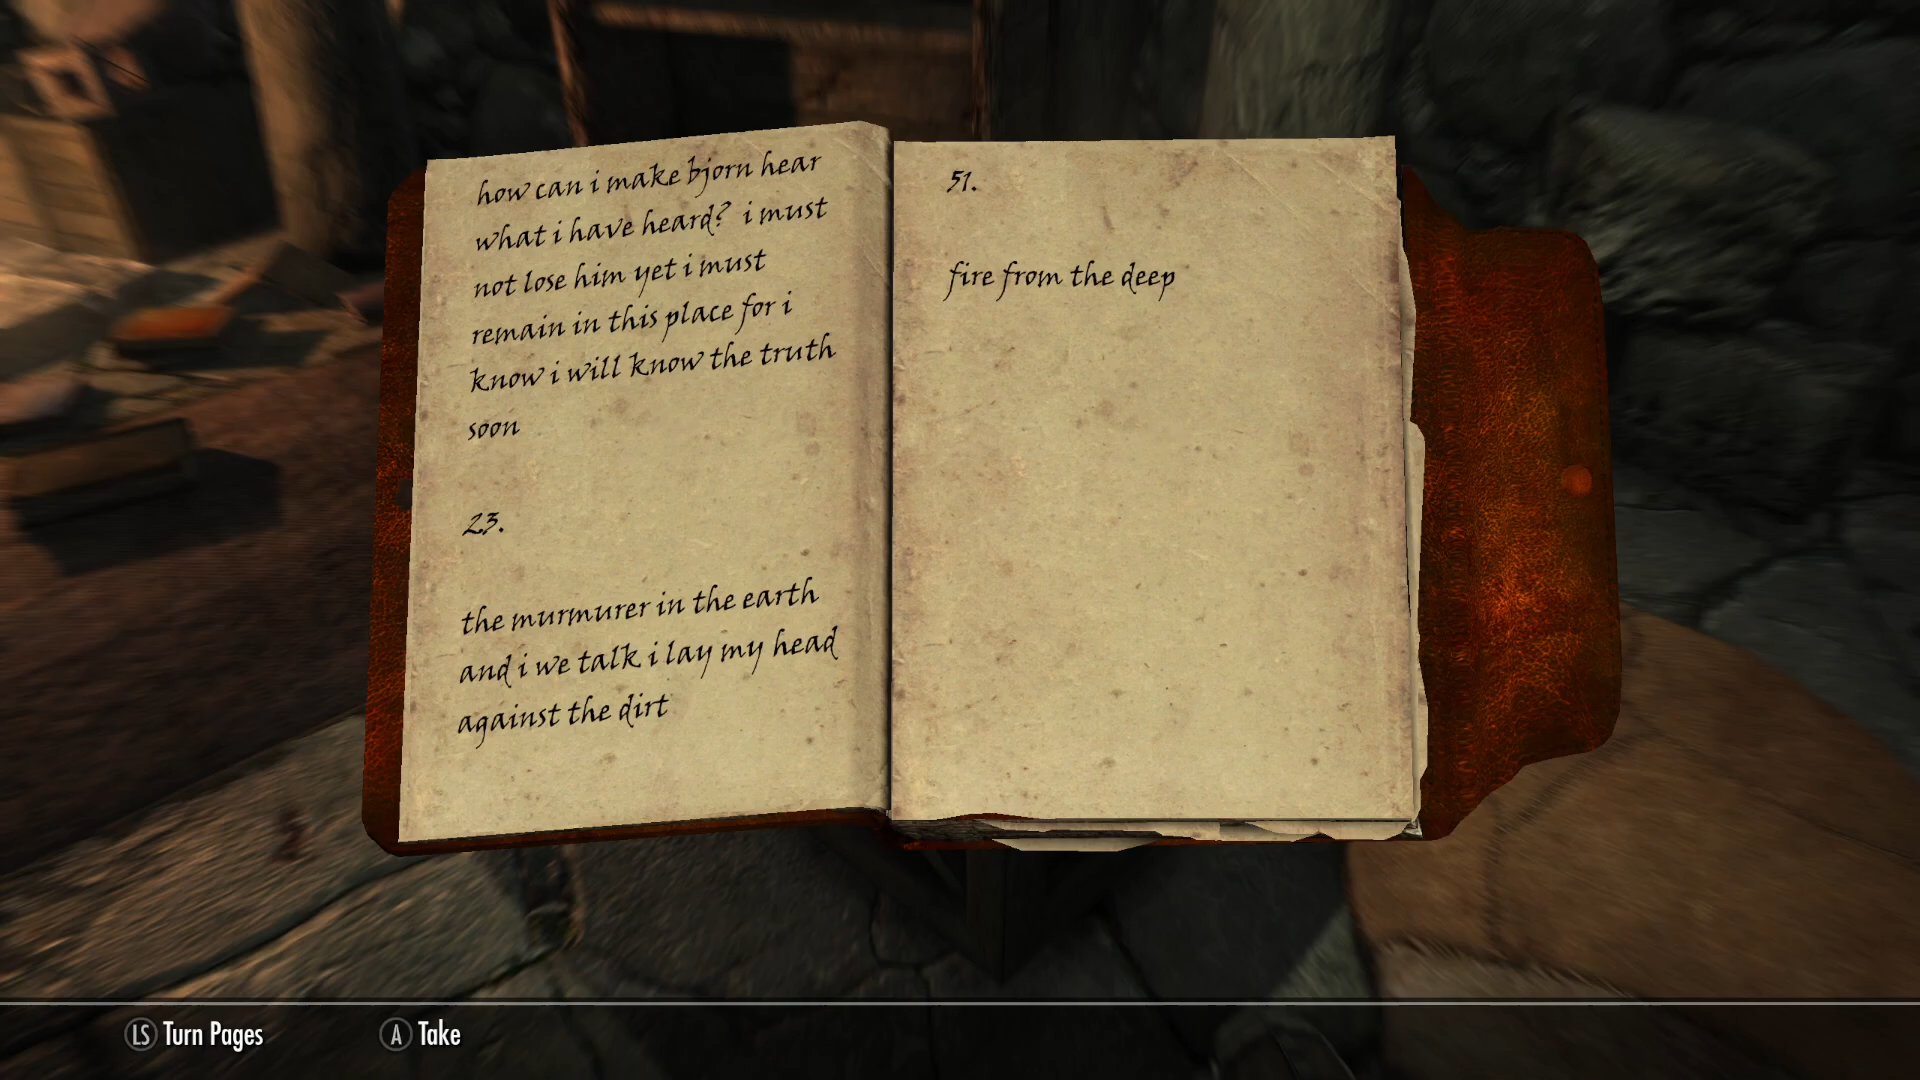 how can i make bjorn hear
what i have heard? i must
not lose him yet i must
remain in this place for i
know i will know the truth
soon
23.
the murmurer in the earth
and i we talk i lay my head
against the dirt
51.
fire from the deep
LS Turn Pages
A Take